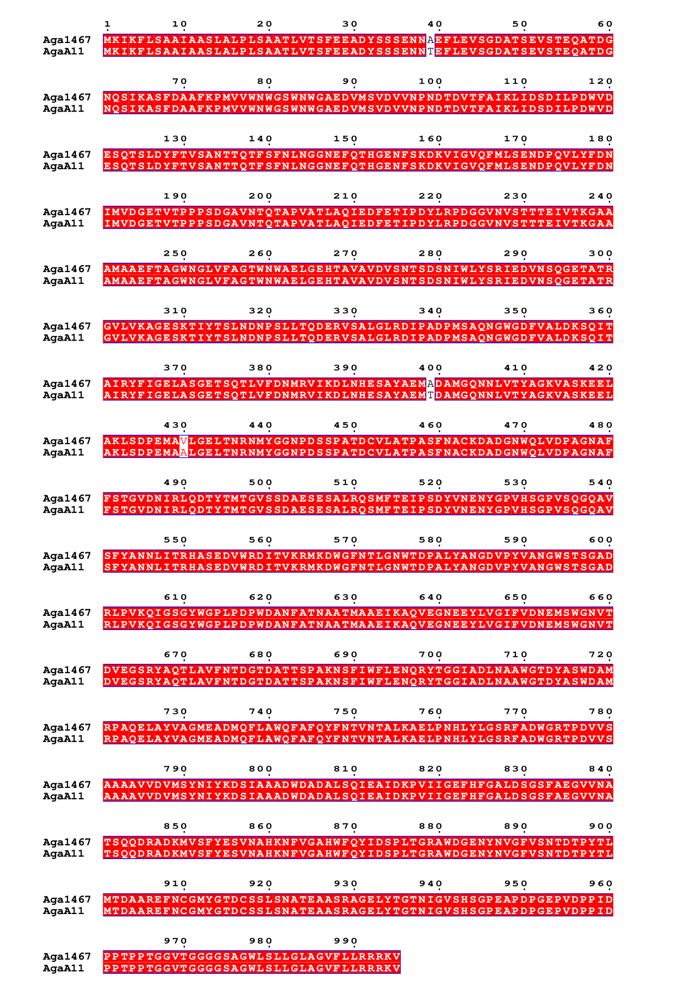 1 10 20 30 40 50 60
Aga1467 MKIKFLSAAIAASLALPLSAATLVTSFEEADYSSSENNAEFLEVSGDATSEVSTEQATDG
AgaA11 MKIKFLSAAIAASLALPLSAATLVTSFEEADYSSSENNTEFLEVSGDATSEVSTEQATDG
70 80 90 100 110 120
Aga1467 NQSIKASFDAAFKPMVVWNWGSWNWGAEDVMSVDVVNPNDTDVTFAIKLIDSDILPDWVD
AgaA11 NQSIKASFDAAFKPMVVWNWGSWNWGAEDVMSVDVVNPNDTDVTFAIKLIDSDILPDWVD
130 140 150 160 170 180
Aga1467 ESQTSLDYFTVSANTTQTFSFNLNGGNEFQTHGENFSKDKVIGVQFMLSENDPQVLYFDN
AgaA11 ESQTSLDYFTVSANTTQTFSFNLNGGNEFQTHGENFSKDKVIGVQFMLSENDPQVLYFDN
190 200 210 220 230 240
Aga1467 IMVDGETVTPPPSDGAVNTQTAPVATLAQIEDFETIPDYLRPDGGVNVSTTTEIVTKGAA
AgaA11 IMVDGETVTPPPSDGAVNTQTAPVATLAQIEDFETIPDYLRPDGGVNVSTTTEIVTKGAA
250 260 270 280 290 300
Aga1467 AMAAEFTAGWNGLVFAGTWNWAELGEHTAVAVDVSNTSDSNIWLYSRIEDVNSQGETATR
AgaA11 AMAAEFTAGWNGLVFAGTWNWAELGEHTAVAVDVSNTSDSNIWLYSRIEDVNSQGETATR
310 320 330 340 350 360
Aga1467 GVLVKAGESKTIYTSLNDNPSLLTQDERVSALGLRDIPADPMSAQNGWGDFVALDKSQIT
AgaA11 GVLVKAGESKTIYTSLNDNPSLLTQDERVSALGLRDIPADPMSAQNGWGDFVALDKSQIT
370 380 390 400 410 420
Aga1467 AIRYFIGELASGETSQTLVFDNMRVIKDLNHESAYAEMADAMGQNNLVTYAGKVASKEEL
AgaA11 AIRYFIGELASGETSQTLVFDNMRVIKDLNHESAYAEMTDAMGQNNLVTYAGKVASKEEL
430 440 450 460 470 480
Aga1467 AKLSDPEMAVLGELTNRNMYGGNPDSSPATDCVLATPASFNACKDADGNWQLVDPAGNAF
AgaA11 AKLSDPEMAALGELTNRNMYGGNPDSSPATDCVLATPASFNACKDADGNWQLVDPAGNAF
490 500 510 520 530 540
Aga1467 FSTGVDNIRLQDTYTMTGVSSDAESESALRQSMFTEIPSDYVNENYGPVHSGPVSQGQAV
AgaA11 FSTGVDNIRLQDTYTMTGVSSDAESESALRQSMFTEIPSDYVNENYGPVHSGPVSQGQAV
550 560 570 580 590 600
Aga1467 SFYANNLITRHASEDVWRDITVKRMKDWGFNTLGNWTDPALYANGDVPYVANGWSTSGAD
AgaA11 SFYANNLITRHASEDVWRDITVKRMKDWGFNTLGNWTDPALYANGDVPYVANGWSTSGAD
610 620 630 640 650 660
Aga1467 RLPVKQIGSGYWGPLPDPWDANFATNAATMAAEIKAQVEGNEEYLVGIFVDNEMSWGNVT
AgaA11 RLPVKQIGSGYWGPLPDPWDANFATNAATMAAEIKAQVEGNEEYLVGIFVDNEMSWGNVT
670 680 690 700 710 720
Aga1467 DVEGSRYAQTLAVFNTDGTDATTSPAKNSFIWFLENQRYTGGIADLNAAWGTDYASWDAM
AgaA11 DVEGSRYAQTLAVFNTDGTDATTSPAKNSFIWFLENQRYTGGIADLNAAWGTDYASWDAM
730 740 750 760 770 780
Aga1467 RPAQELAYVAGMEADMQFLAWQFAFQYFNTVNTALKAELPNHLYLGSRFADWGRTPDVVS
AgaA11 RPAQELAYVAGMEADMQFLAWQFAFQYFNTVNTALKAELPNHLYLGSRFADWGRTPDVVS
790 800 810 820 830 840
Aga1467 AAAAVVDVMSYNIYKDSIAAADWDADALSQIEAIDKPVIIGEFHFGALDSGSFAEGVVNA
AgaA11 AAAAVVDVMSYNIYKDSIAAADWDADALSQIEAIDKPVIIGEFHFGALDSGSFAEGVVNA
850 860 870 880 890 900
Aga1467 TSQQDRADKMVSFYESVNAHKNFVGAHWFQYIDSPLTGRAWDGENYNVGFVSNTDTPYTL
AgaA11 TSQQDRADKMVSFYESVNAHKNFVGAHWFQYIDSPLTGRAWDGENYNVGFVSNTDTPYTL
910 920 930 940 950 960
Aga1467 MTDAAREFNCGMYGTDCSSLSNATEAASRAGELYTGTNIGVSHSGPEAPDPGEPVDPPID
AgaA11 MTDAAREFNCGMYGTDCSSLSNATEAASRAGELYTGTNIGVSHSGPEAPDPGEPVDPPID
970 980 990
Aga1467 PPTPPTGGVTGGGGSAGWLSLLGLAGVFLLRRRKV
AgaA11 PPTPPTGGVTGGGGSAGWLSLLGLAGVFLLRRRKV